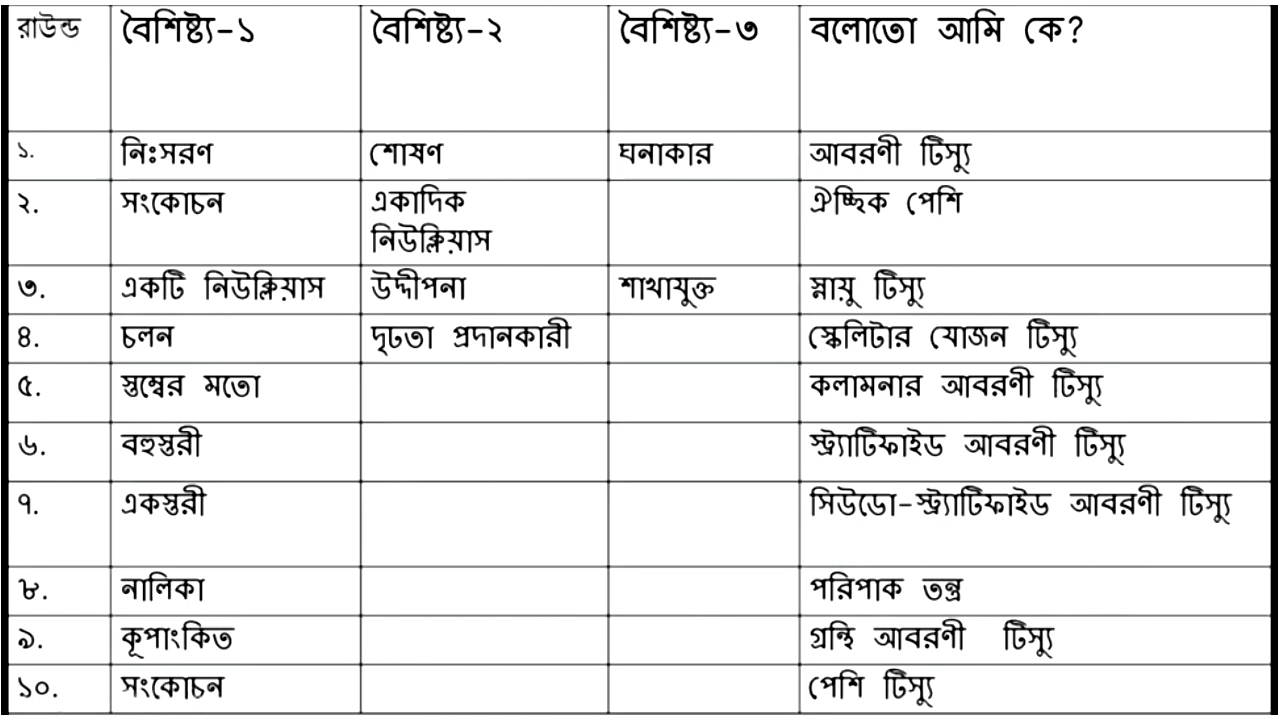 রাউন্ড বৈশিষ্ট্য-১ বৈশিষ্ট্য-২ বৈশিষ্ট্য-৩ বলোতো আমি কে?
১. নিঃসরণ শোষণ ঘনাকার আবরণী টিস্যু
২. সংকোচন একাদিক ঐচ্ছিক পেশি
নিউক্লিয়াস
৩. একটি নিউক্লিয়াস উদ্দীপনা শাখাযুক্ত স্নায়ু টিস্যু
৪. চলন দৃঢতা প্রদানকারী স্কেলিটার যোজন টিস্যু
৫. স্তম্বের মতো কলামনার আবরণী টিস্যু
৬. বহুস্তরী স্ট্র্যাটিফাইড আবরণী টিস্যু
৭. একস্তরী সিউডো-স্ট্র্যাটিফাইড আবরণী টিস্যু
৮. নালিকা পরিপাক তন্ত্র
৯. কূপাংকিত গ্রন্থি আবরণী টিস্যু
১০. সংকোচন পেশি টিস্যু